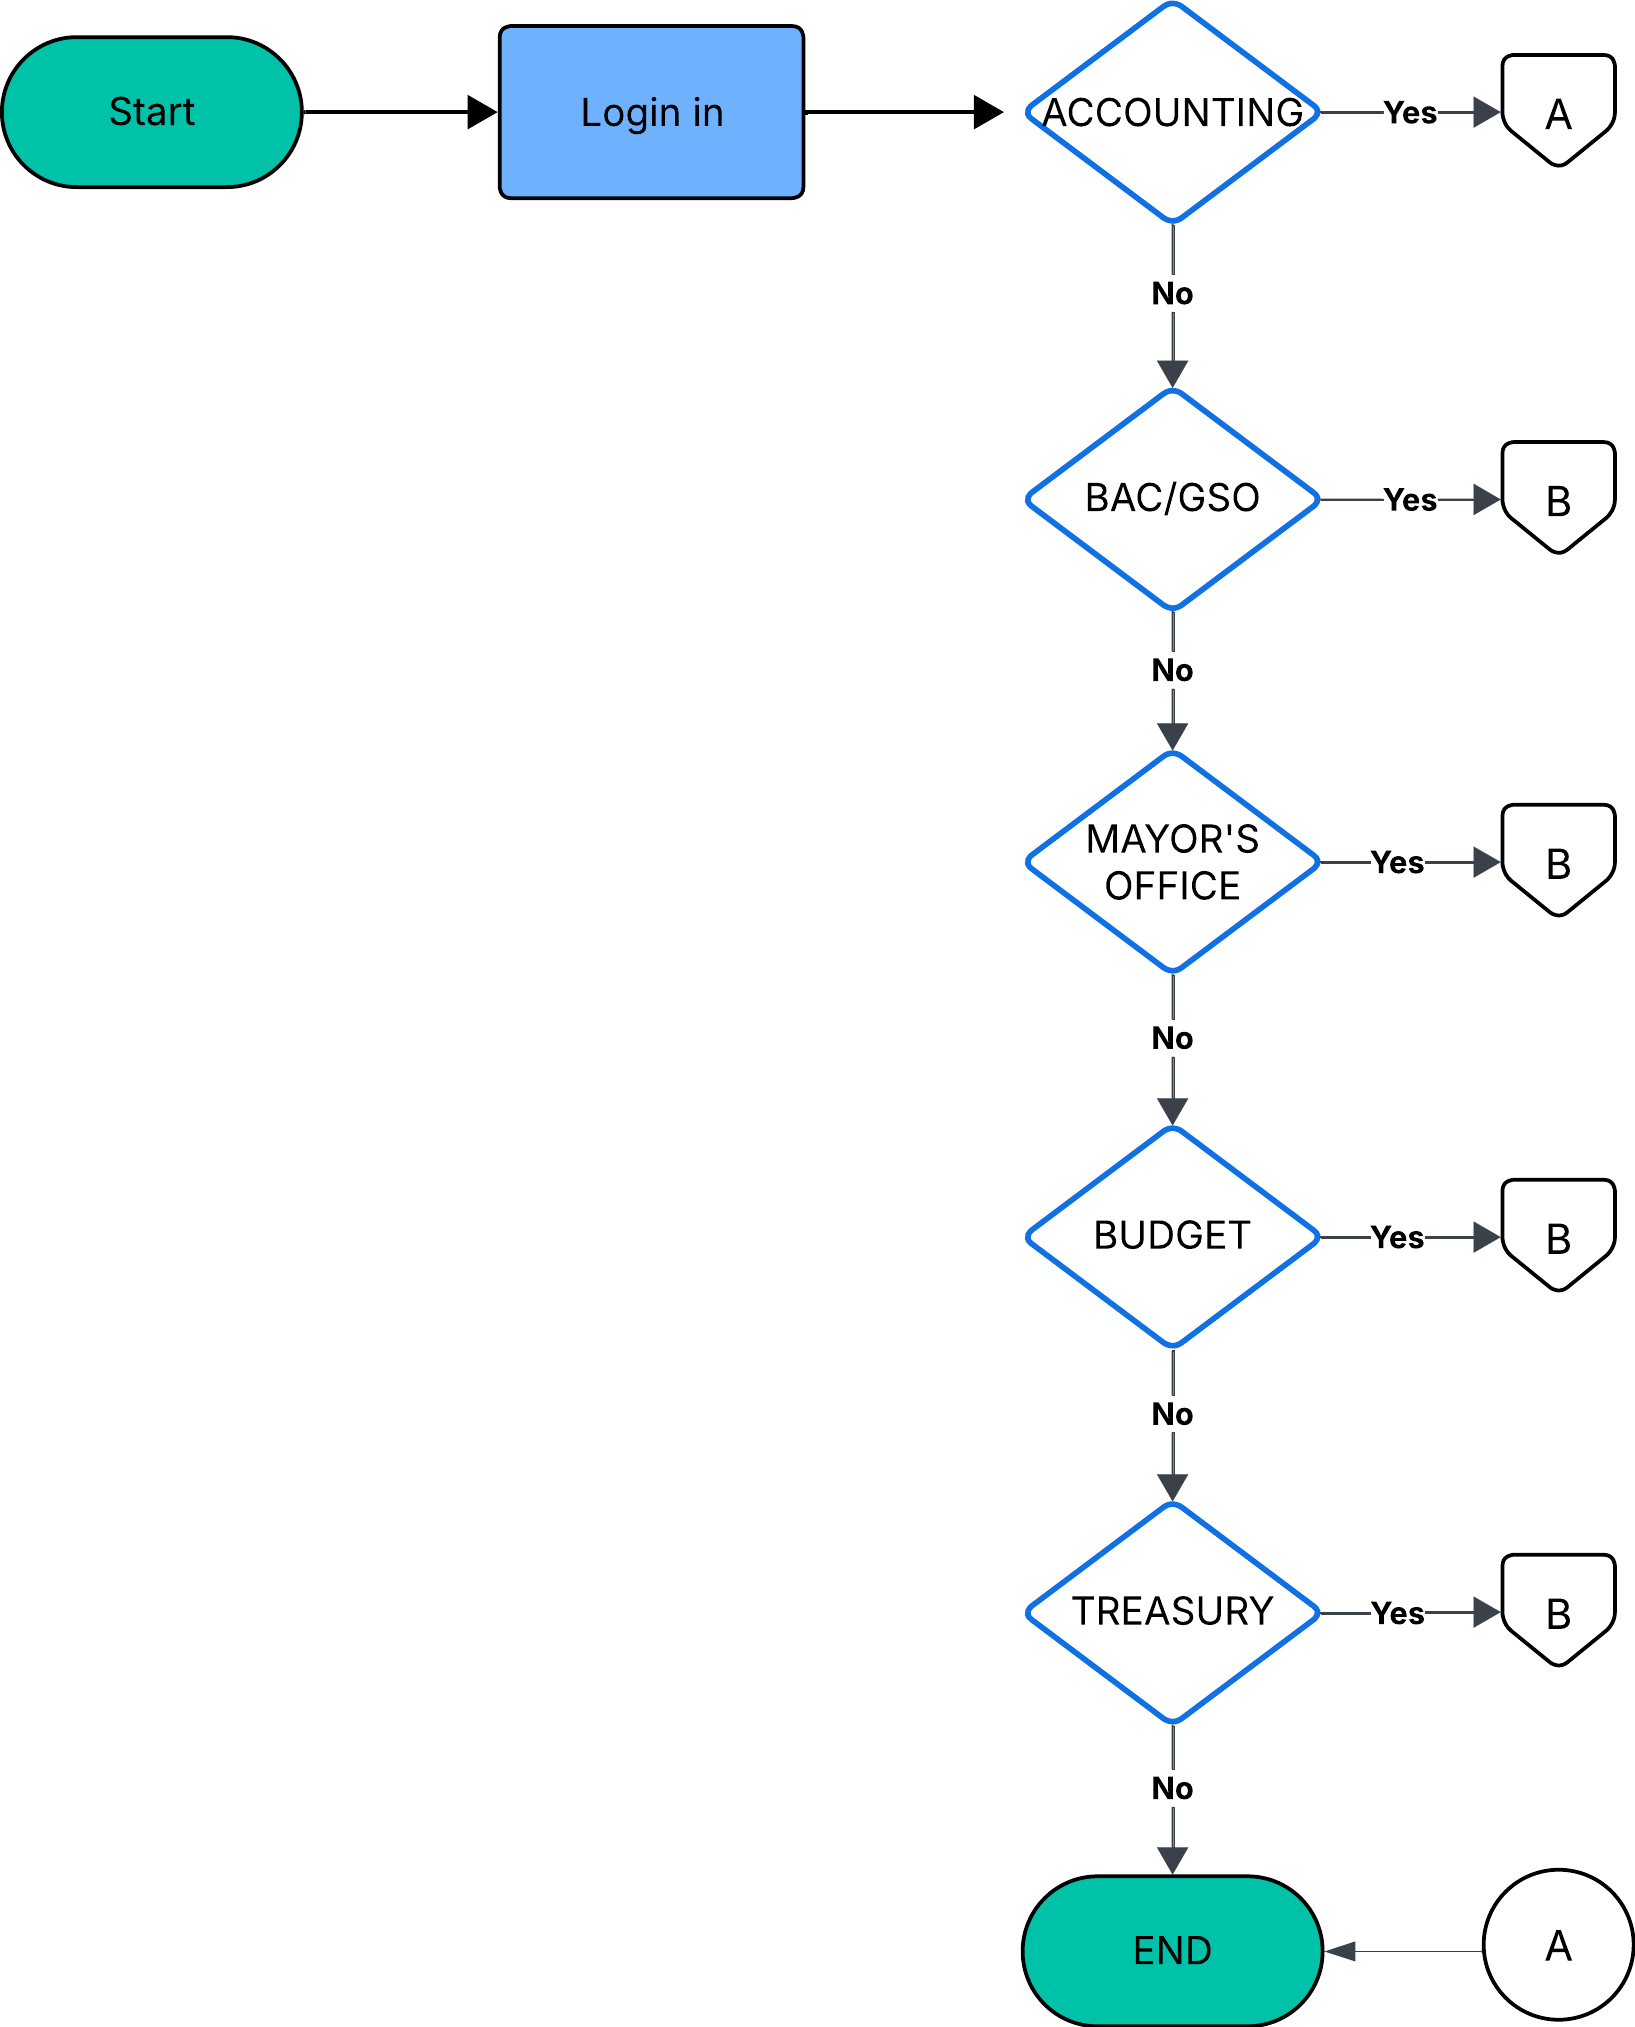 Start
Login in
ACCOUNTING
Yes
A
No
BAC/GSO
Yes
B
No
MAYOR'S
OFFICE
Yes
B
No
BUDGET
Yes
B
No
TREASURY
Yes
B
No
END
A